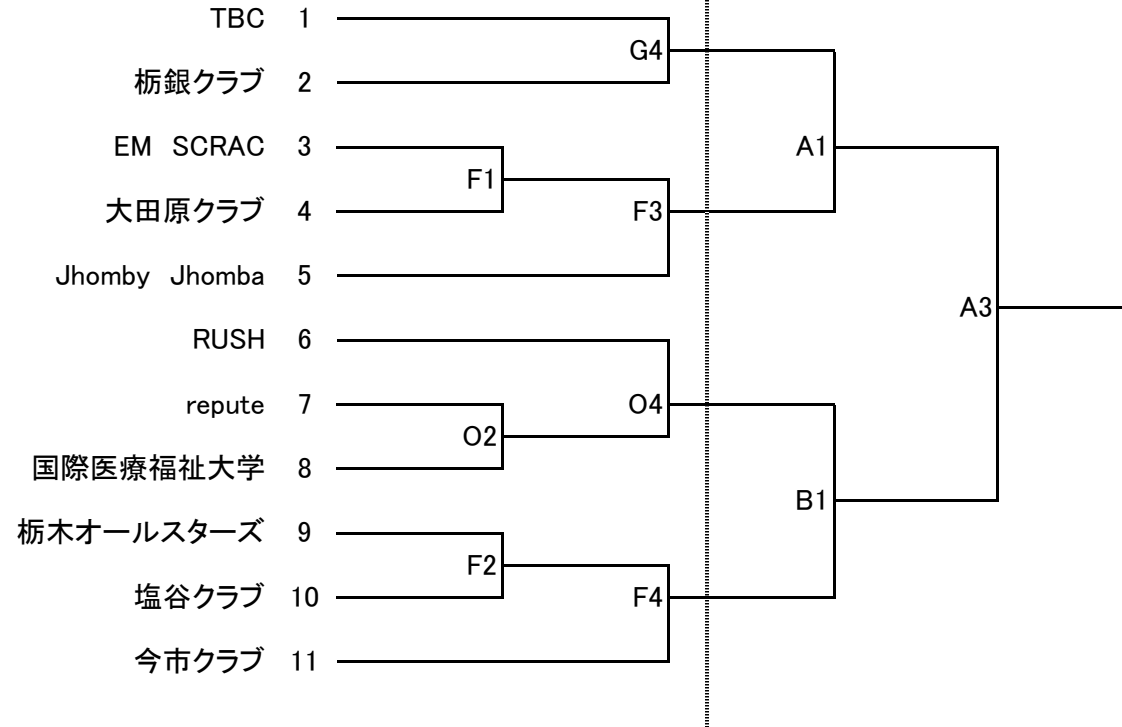 TBC 1
G4
栃銀クラブ 2
EM SCRAC 3
A1
F1
大田原クラブ 4
F3
Jhomby Jhomba 5
A3
RUSH 6
repute 7
O4
O2
国際医療福祉大学 8
B1
栃木オールスターズ 9
F2
塩谷クラブ 10
F4
今市クラブ 11